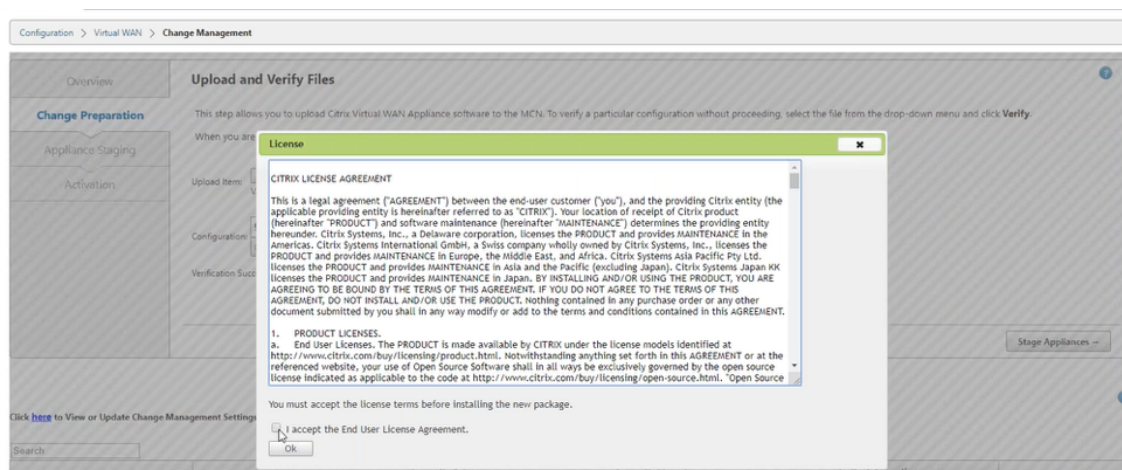 Configuration > Virtual WAN > Change Management
Overview
Change Preparation
Appliance Staging
Activation
Upload and Verify Files
?
This step allows you to upload Citrix Virtual WAN Appliance software to the MCN. To verify a particular configuration without proceeding, select the file from the drop-down menu and click Verify.
When you are
Upload Item:
Configuration:
Verification Succ
License
CITRIX LICENSE AGREEMENT
This is a legal agreement ("AGREEMENT") between the end-user customer ("you"), and the providing Citrix entity (the
applicable providing entity is hereinafter referred to as "CITRIX"). Your location of receipt of Citrix product
(hereinafter "PRODUCT") and software maintenance (hereinafter "MAINTENANCE") determines the providing entity
hereunder. Citrix Systems, Inc., a Delaware corporation, licenses the PRODUCT and provides MAINTENANCE in the
Americas. Citrix Systems International GmbH, a Swiss company wholly owned by Citrix Systems, Inc., licenses the
PRODUCT and provides MAINTENANCE in Europe, the Middle East, and Africa. Citrix Systems Asia Pacific Pty Ltd.
licenses the PRODUCT and provides MAINTENANCE in Asia and the Pacific (excluding Japan). Citrix Systems Japan KK
licenses the PRODUCT and provides MAINTENANCE in Japan. BY INSTALLING AND/OR USING THE PRODUCT, YOU ARE
AGREEING TO BE BOUND BY THE TERMS OF THIS AGREEMENT. IF YOU DO NOT AGREE TO THE TERMS OF THIS
AGREEMENT, DO NOT INSTALL AND/OR USE THE PRODUCT. Nothing contained in any purchase order or any other
document submitted by you shall in any way modify or add to the terms and conditions contained in this AGREEMENT.
1. PRODUCT LICENSES.
a. End User Licenses. The PRODUCT is made available by CITRIX under the license models identified at
http://www.citrix.com/buy/licensing/product.html. Notwithstanding anything set forth in this AGREEMENT or at the
referenced website, your use of Open Source Software shall in all ways be exclusively governed by the open source
license indicated as applicable to the code at http://www.citrix.com/buy/licensing/open-source.html. "Open Source
You must accept the license terms before installing the new package.
I accept the End User License Agreement.
Ok
Stage Appliances
Click here to View or Update Change Management Settings
Search